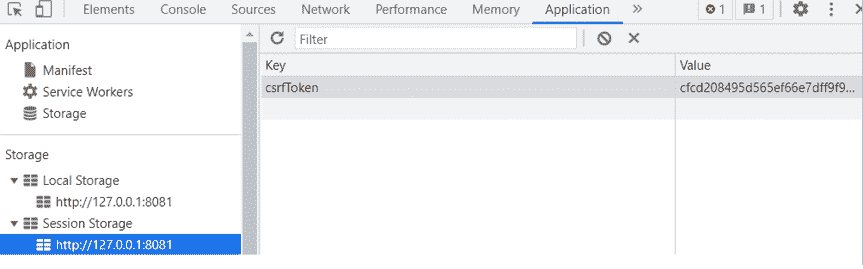 Elements Console Sources Network Performance Memory Application » 1 1
Application
Manifest
Service Workers
Storage
Storage
Local Storage
http://127.0.0.1:8081
Session Storage
http://127.0.0.1:8081
Filter
Key Value
csrfToken cfcd208495d565ef66e7dff9f9...